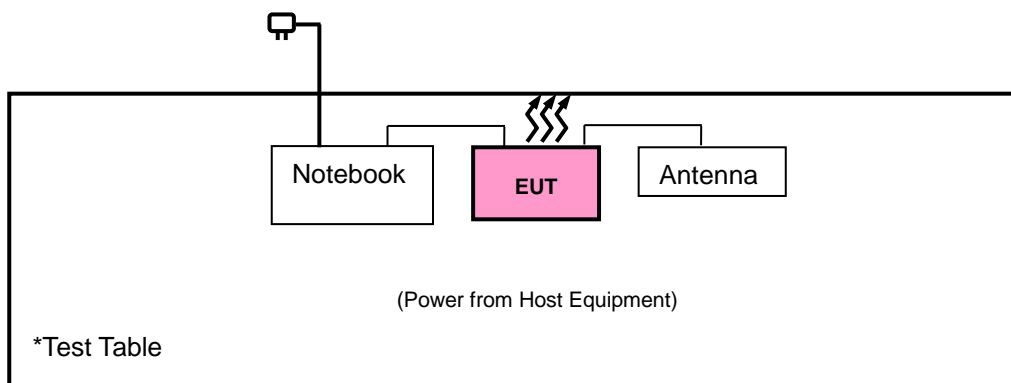 Notebook
EUT
Antenna
(Power from Host Equipment)
*Test Table